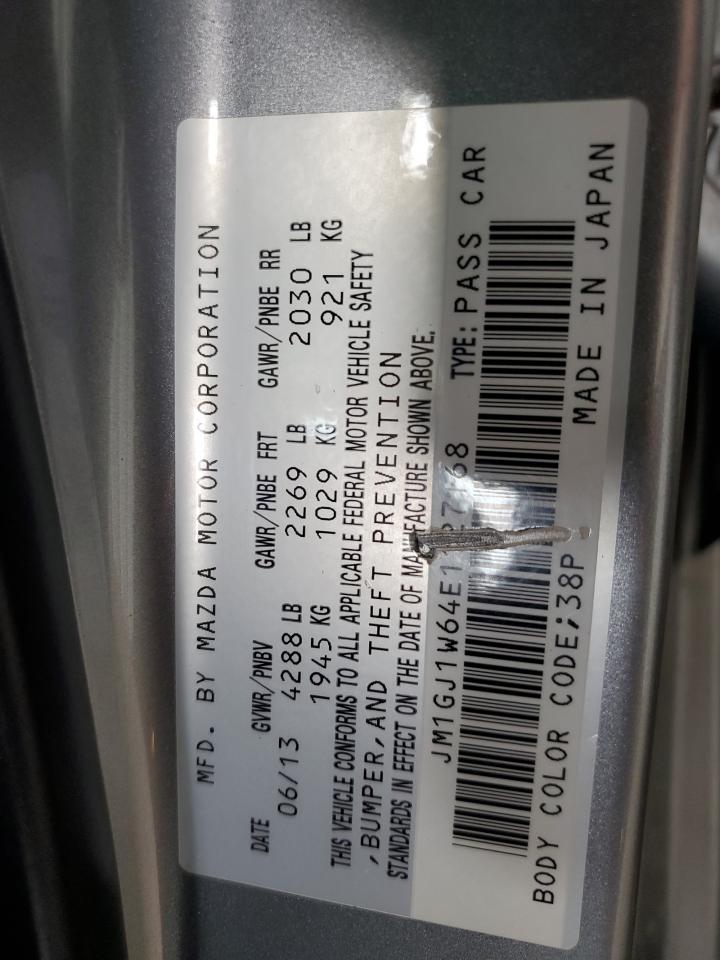 MFD. BY MAZDA MOTOR CORPORATION
DATE GVWR/PNBV GAWR/PNBE FRT GAWR/PNBE RR
06/13 4288 LB 2269 LB 2030 LB
1945 KG 1029 KG 921 KG
THIS VEHICLE CONFORMS TO ALL APPLICABLE FEDERAL MOTOR VEHICLE SAFETY
,BUMPER,AND THEFT PREVENTION
STANDARDS IN EFFECT ON THE DATE OF MANUFACTURE SHOWN ABOVE.
TYPE: PASS CAR
BODY COLOR CODE;38P MADE IN JAPAN